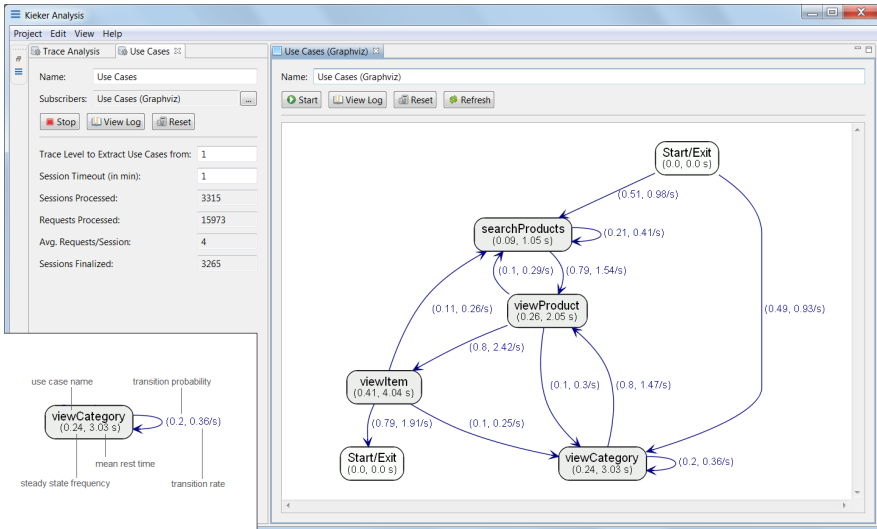 Kieker Analysis
Project Edit View Help
Trace Analysis
Use Cases
Name: Use Cases
Subscribers: Use Cases (Graphviz) ...
Stop View Log Reset
Trace Level to Extract Use Cases from: 1
Session Timeout (in min): 1
Sessions Processed: 3315
Requests Processed: 15973
Avg. Requests/Session: 4
Sessions Finalized: 3265
Use Cases (Graphviz)
Name: Use Cases (Graphviz)
Start View Log Reset Refresh
Start/Exit
(0.0, 0.0 s)
(0.51, 0.98/s)
searchProducts
(0.09, 1.05 s)
(0.21, 0.41/s)
(0.1, 0.29/s)
(0.79, 1.54/s)
viewProduct
(0.26, 2.05 s)
(0.11, 0.26/s)
(0.49, 0.93/s)
(0.8, 2.42/s)
viewItem
(0.41, 4.04 s)
(0.1, 0.3/s)
(0.8, 1.47/s)
(0.79, 1.91/s)
(0.1, 0.25/s)
Start/Exit
(0.0, 0.0 s)
viewCategory
(0.24, 3.03 s)
(0.2, 0.36/s)
use case name
transition probability
viewCategory
(0.24, 3.03 s)
(0.2, 0.36/s)
mean rest time
steady state frequency
transition rate